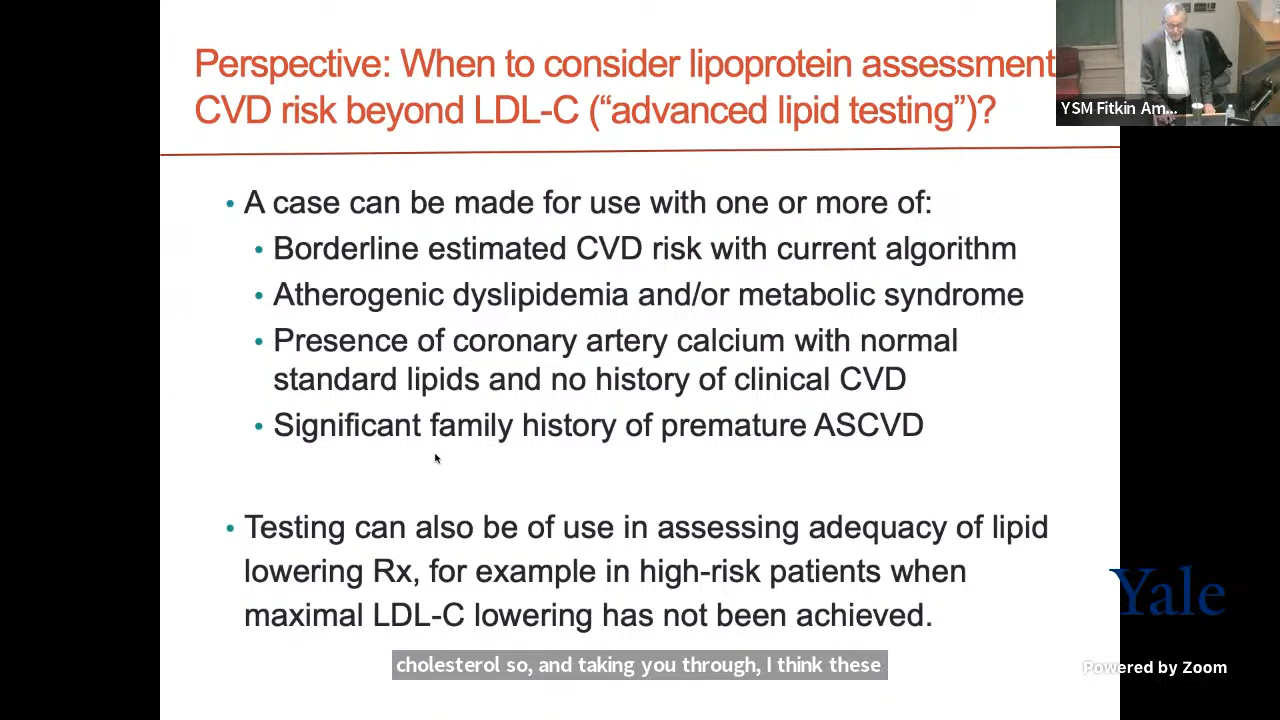 Perspective: When to consider lipoprotein assessment
CVD risk beyond LDL-C (“advanced lipid testing”)?
YSM Fitkin Am...
• A case can be made for use with one or more of:
• Borderline estimated CVD risk with current algorithm
• Atherogenic dyslipidemia and/or metabolic syndrome
• Presence of coronary artery calcium with normal
standard lipids and no history of clinical CVD
• Significant family history of premature ASCVD
• Testing can also be of use in assessing adequacy of lipid
lowering Rx, for example in high-risk patients when
maximal LDL-C lowering has not been achieved.
Yale
cholesterol so, and taking you through, I think these
Powered by Zoom